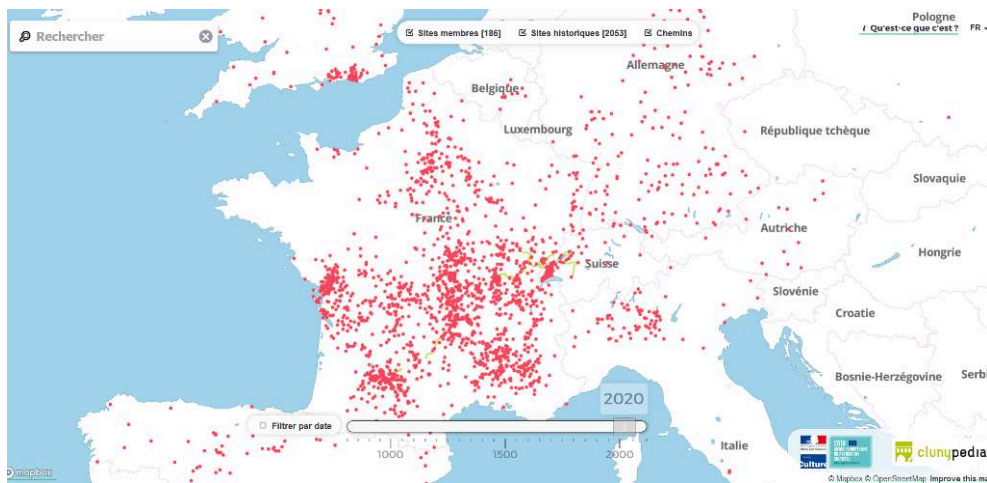 Rechercher
Sites membres [186]
Sites historiques [2053]
Chemins
Pologne
Qu'est-ce que c'est ?
FR
Allemagne
Belgique
Luxembourg
République tchèque
Slovaquie
France
Autriche
Hongrie
Suisse
Slovénie
Croatie
Bosnie-Herzégovine
Serbi
2020
Filtrer par date
1000
1500
2000
Italie
Culture
2018
clunypedia
mapbox
© Mapbox © OpenStreetMap Improve this ma